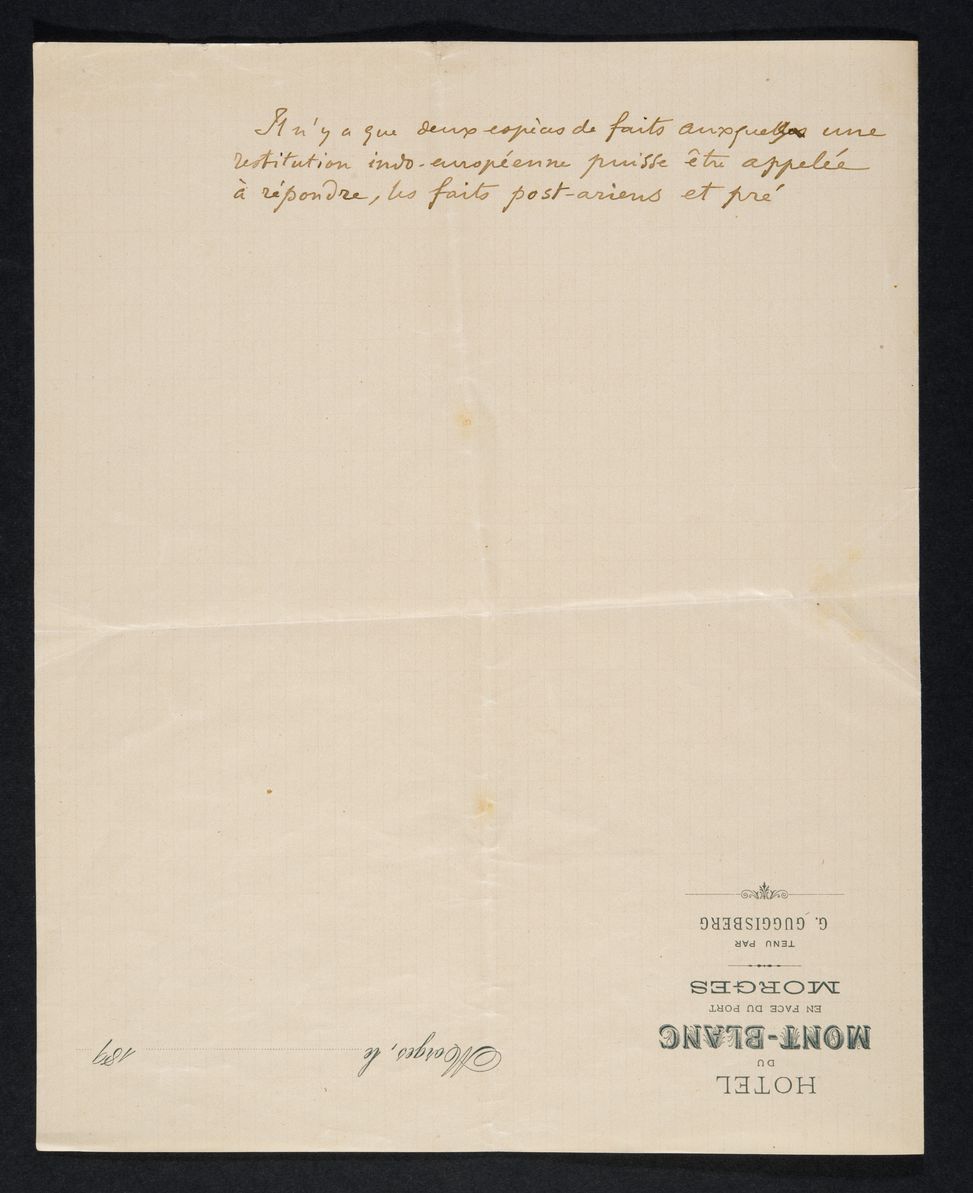 Il n'y a que deux espèces de faits auxquelles une
restitution indo-européenne puisse être appelée
à répondre, les faits post-ariens et pré
HOTEL
DU
MONT-BLANC
EN FACE DU PORT
MORGES
TENU PAR
G. GUGGISBERG
Morges, le 189